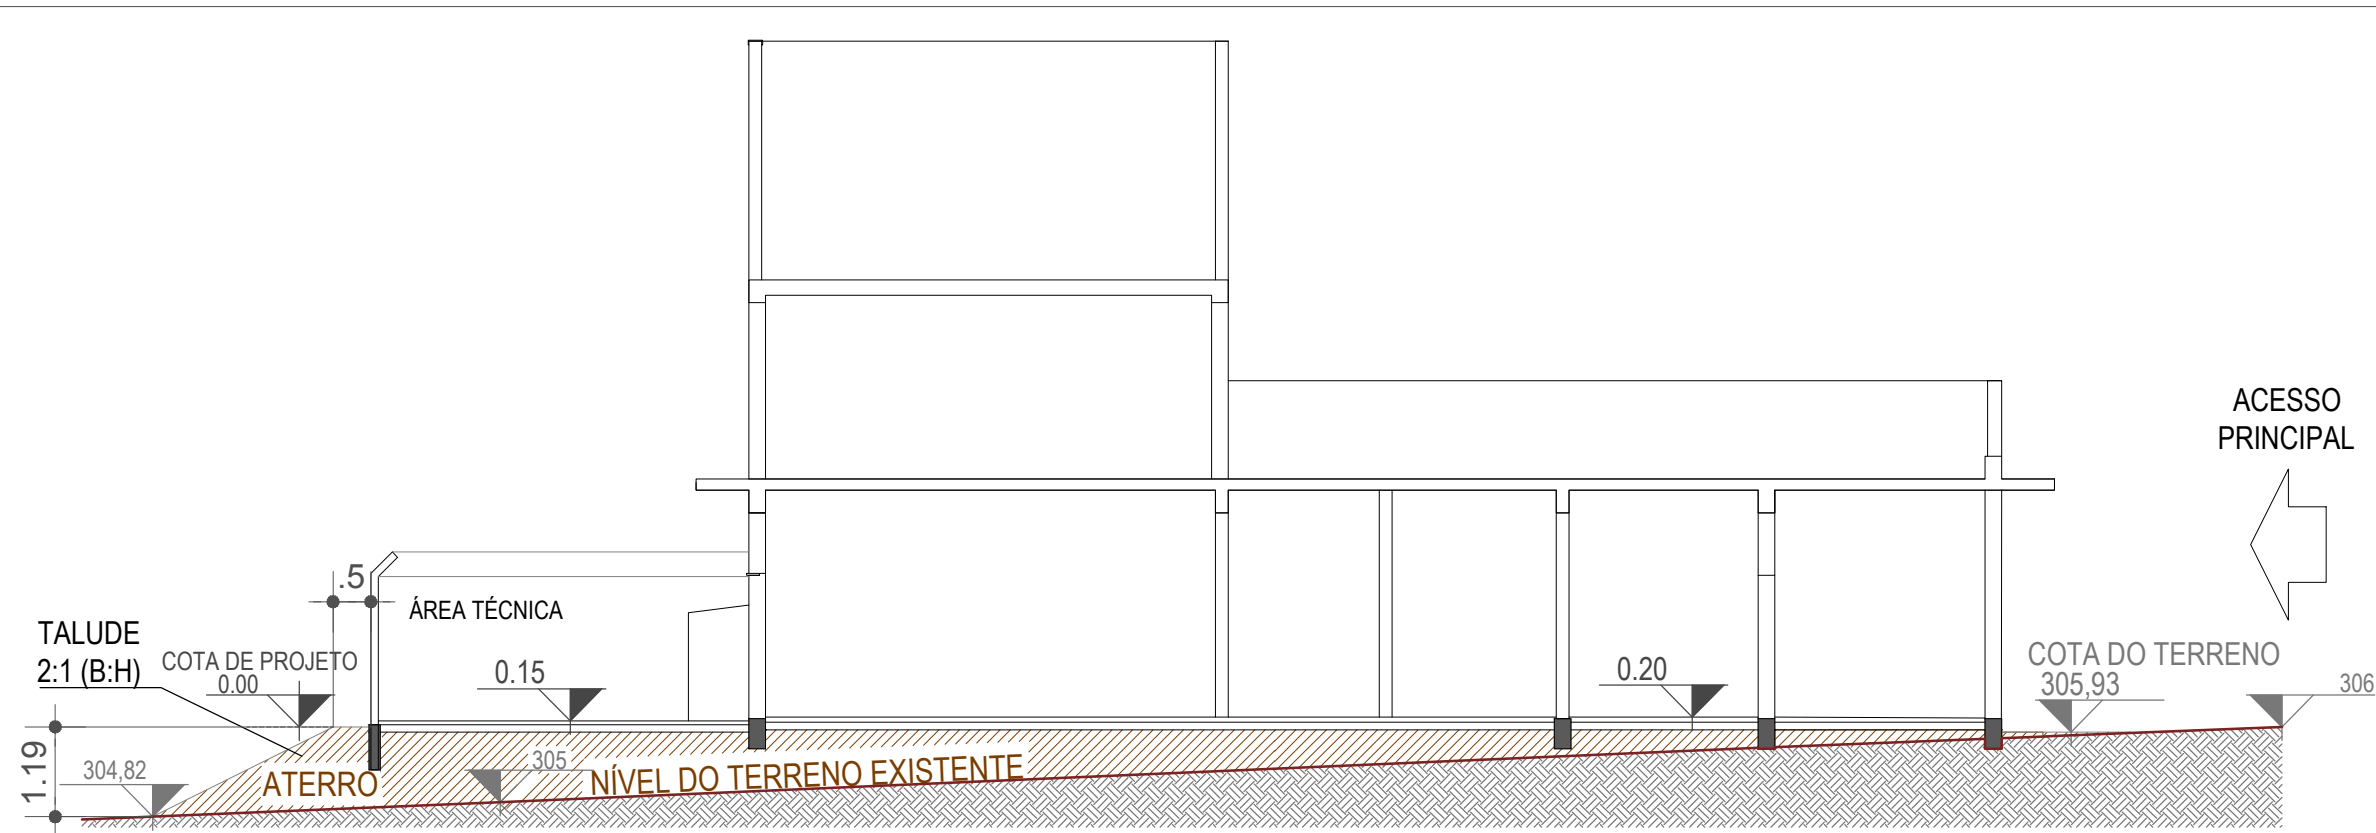 ACESSO
PRINCIPAL
.5
ÁREA TÉCNICA
TALUDE
2:1 (B:H)
COTA DE PROJETO
0.00
0.15
0.20
COTA DO TERRENO
305,93
306
1.19
304,82
ATERRO
305
NÍVEL DO TERRENO EXISTENTE